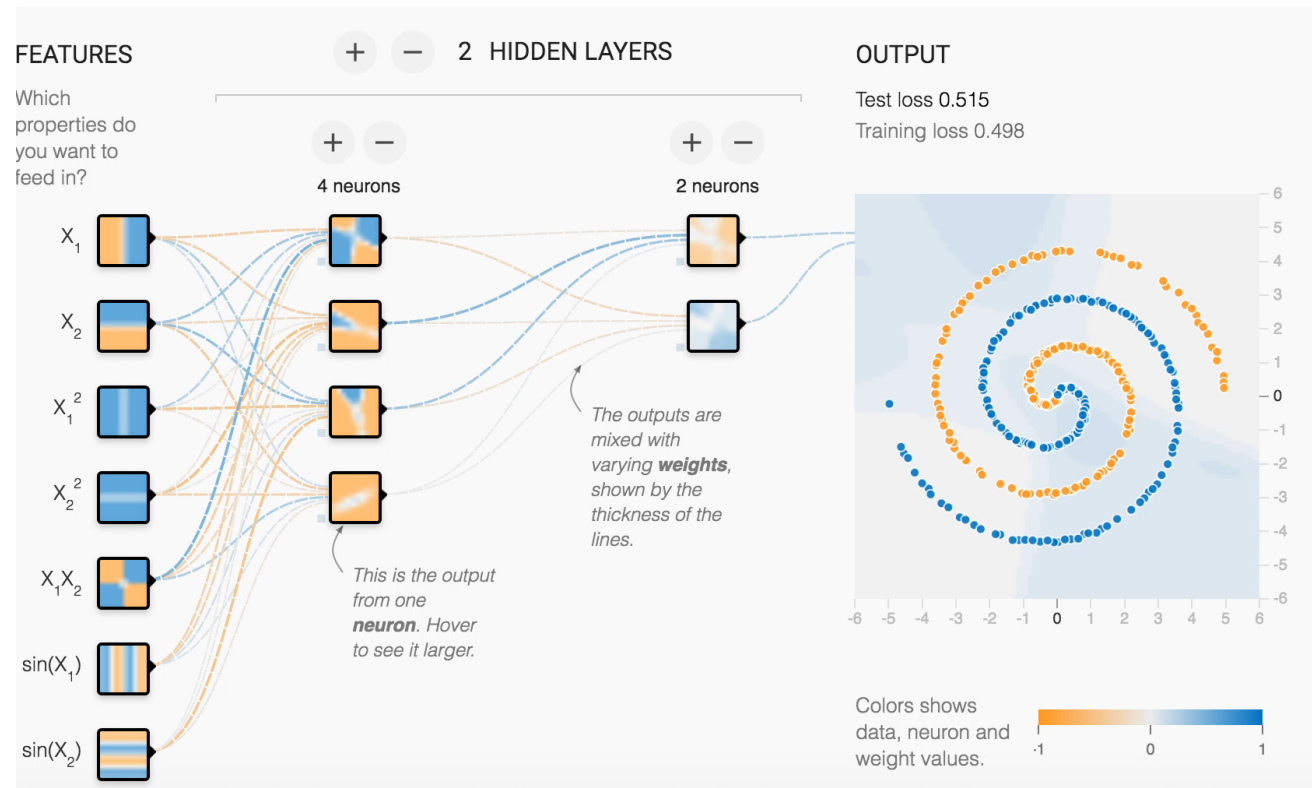 FEATURES
Which
properties do
you want to
feed in?
+ − 2 HIDDEN LAYERS
+ −
4 neurons
+ −
2 neurons
X₁
X₂
X₁²
X₂²
X₁X₂
sin(X₁)
sin(X₂)
This is the output
from one
neuron. Hover
to see it larger.
The outputs are
mixed with
varying weights,
shown by the
thickness of the
lines.
OUTPUT
Test loss 0.515
Training loss 0.498
6
5
4
3
2
1
0
-1
-2
-3
-4
-5
-6
-6 -5 -4 -3 -2 -1 0 1 2 3 4 5 6
Colors shows
data, neuron and
weight values.
-1 0 1